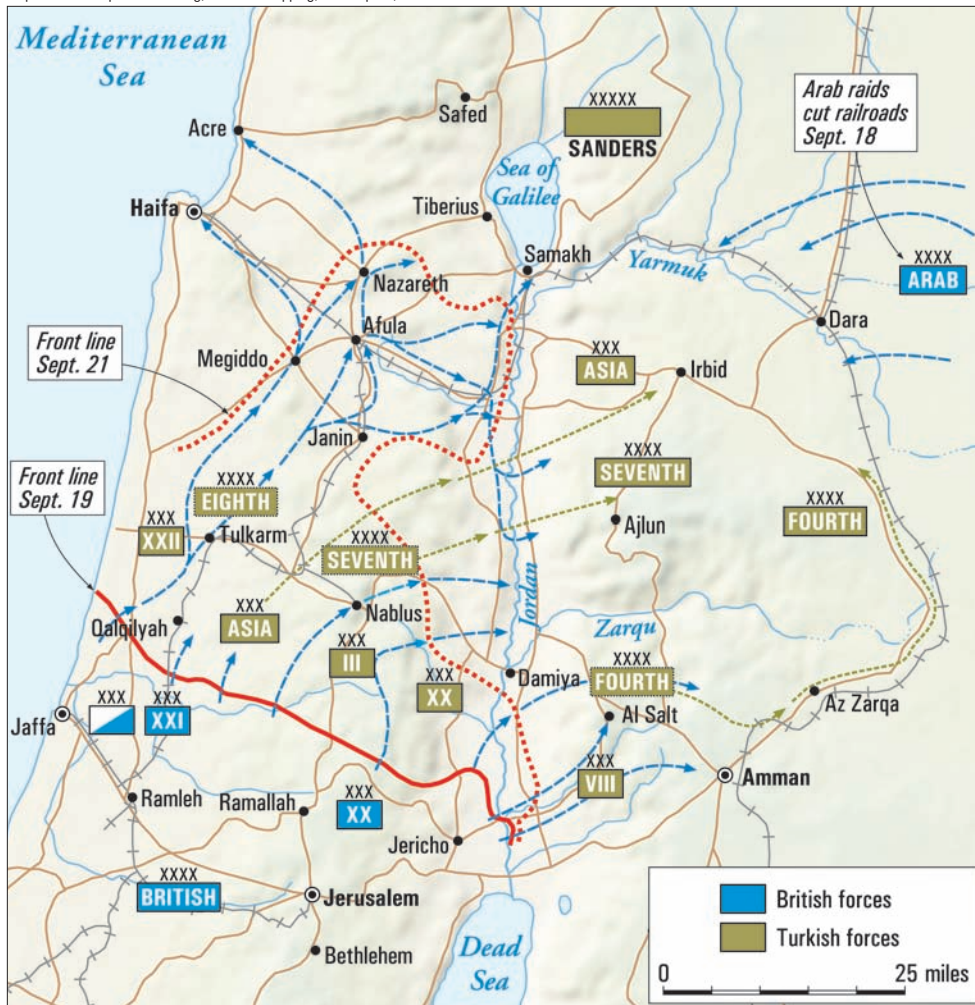 Mediterranean
Sea
Safed
XXXXX
SANDERS
Arab raids
cut railroads
Sept. 18
Acre
Sea of
Galilee
Haifa
Tiberius
Samakh
Yarmuk
XXXX
ARAB
Nazareth
Dara
Front line
Sept. 21
Afula
Megiddo
XXX
ASIA
Irbid
Janin
Front line
Sept. 19
XXXX
EIGHTH
XXXX
SEVENTH
XXXX
FOURTH
XXX
XXII
Tulkarm
Ajlun
XXXX
SEVENTH
Jordan
XXX
ASIA
Nablus
Qalqilyah
Zarqu
XXX
III
XXX
XX
Damiya
XXXX
FOURTH
Az Zarqa
XXX
XXX
XXI
Jaffa
Al Salt
XXX
VIII
Amman
Ramleh
Ramallah
XXX
XX
Jericho
XXXX
BRITISH
Jerusalem
Bethlehem
Dead
Sea
British forces
Turkish forces
0 25 miles